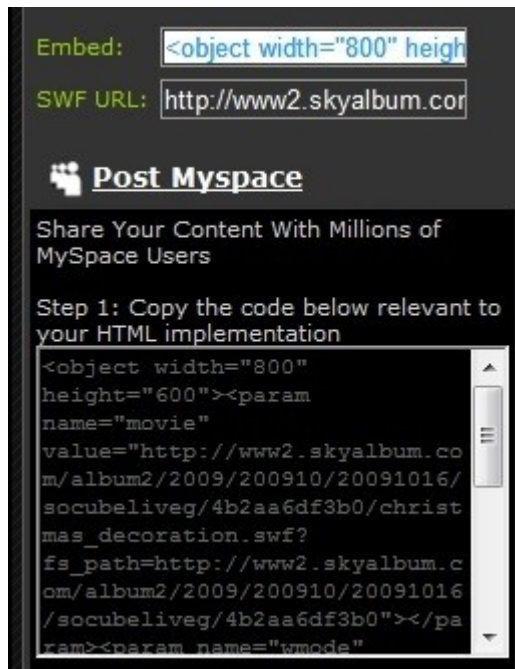 Embed: <object width="800" heigh
SWF URL: http://www2.skyalbum.cor
Post Myspace
Share Your Content With Millions of
MySpace Users
Step 1: Copy the code below relevant to
your HTML implementation
<object width="800"
height="600"><param
name="movie"
value="http://www2.skyalbum.co
m/album2/2009/200910/20091016/
socubeliveg/4b2aa6df3b0/christ
mas_decoration.swf?
fs_path=http://www2.skyalbum.c
om/album2/2009/200910/20091016
/socubeliveg/4b2aa6df3b0"></pa
ram><param name="wmode"